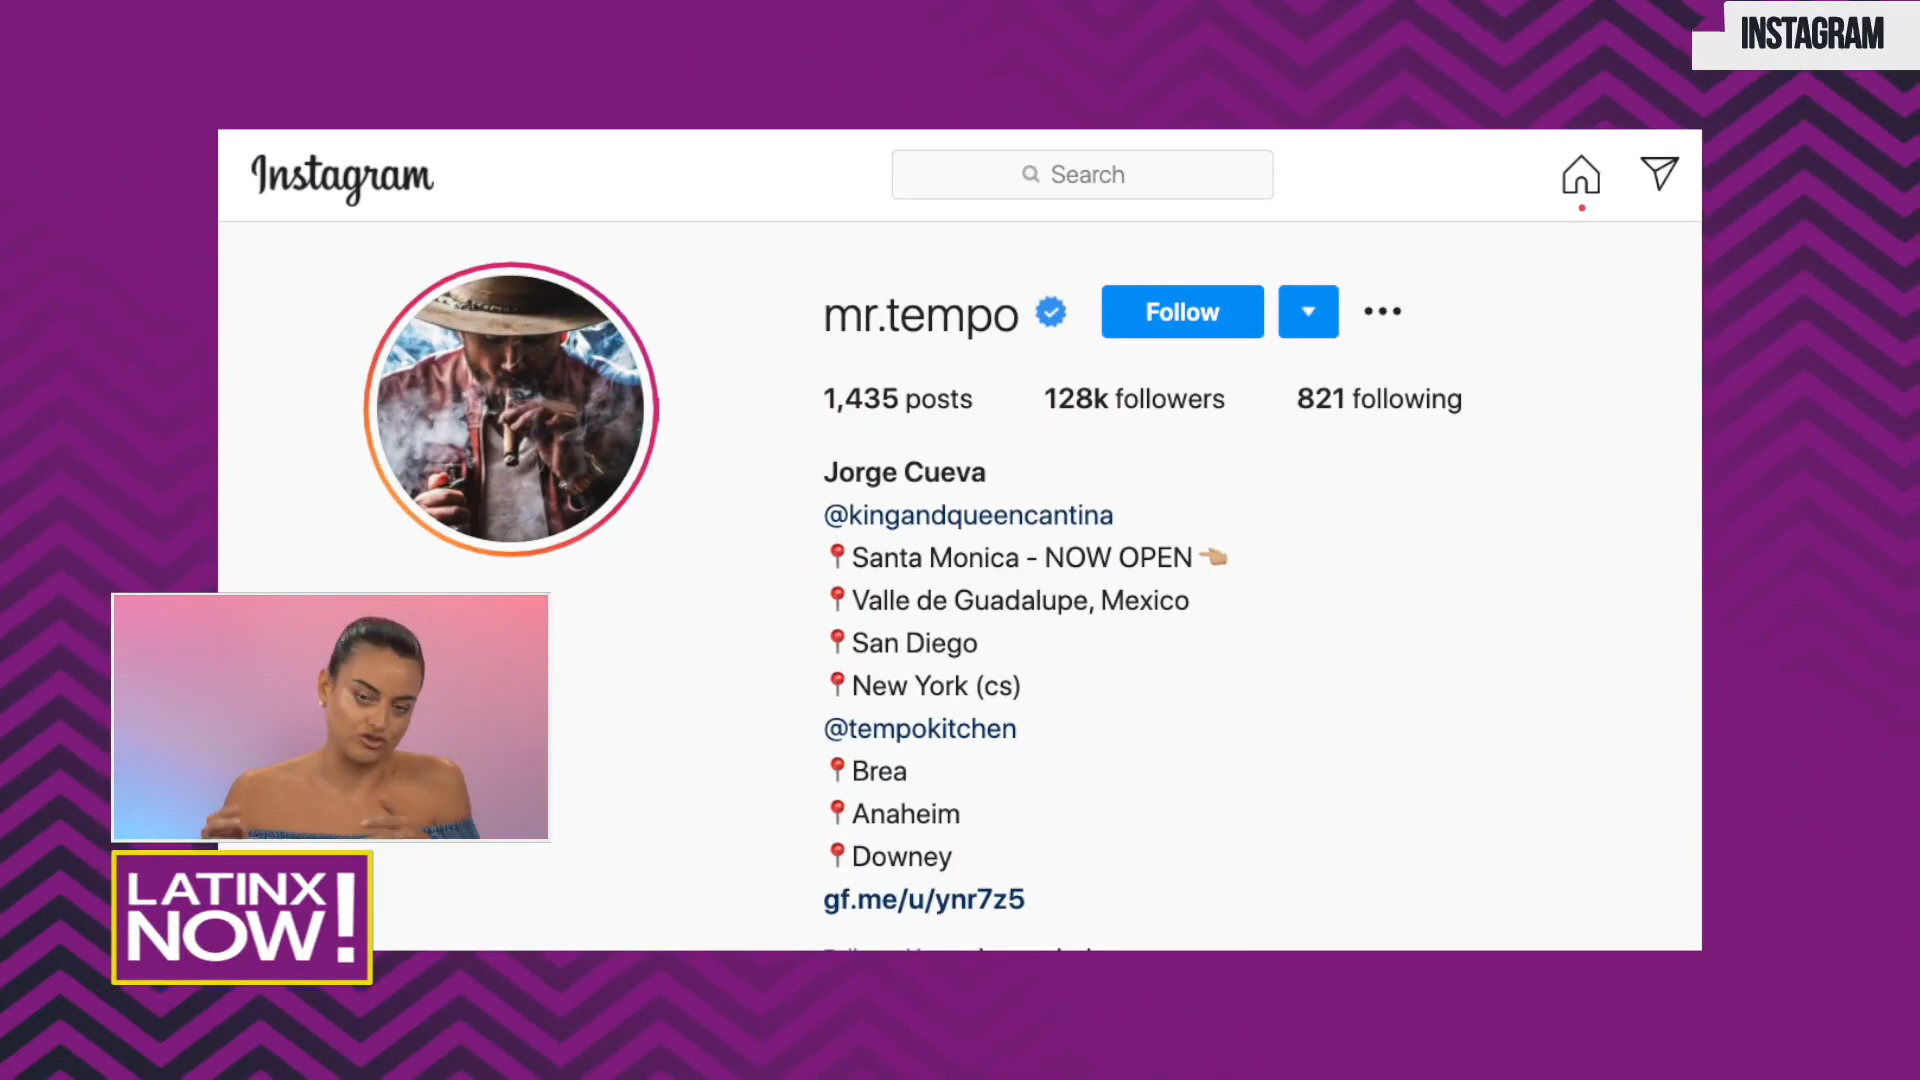 INSTAGRAM
Instagram
Search
mr.tempo
Follow
1,435 posts 128k followers 821 following
Jorge Cueva
@kingandqueencantina
📍Santa Monica - NOW OPEN 👈🏼
📍Valle de Guadalupe, Mexico
📍San Diego
📍New York (cs)
@tempokitchen
📍Brea
📍Anaheim
📍Downey
gf.me/u/ynr7z5
LATINX
NOW!